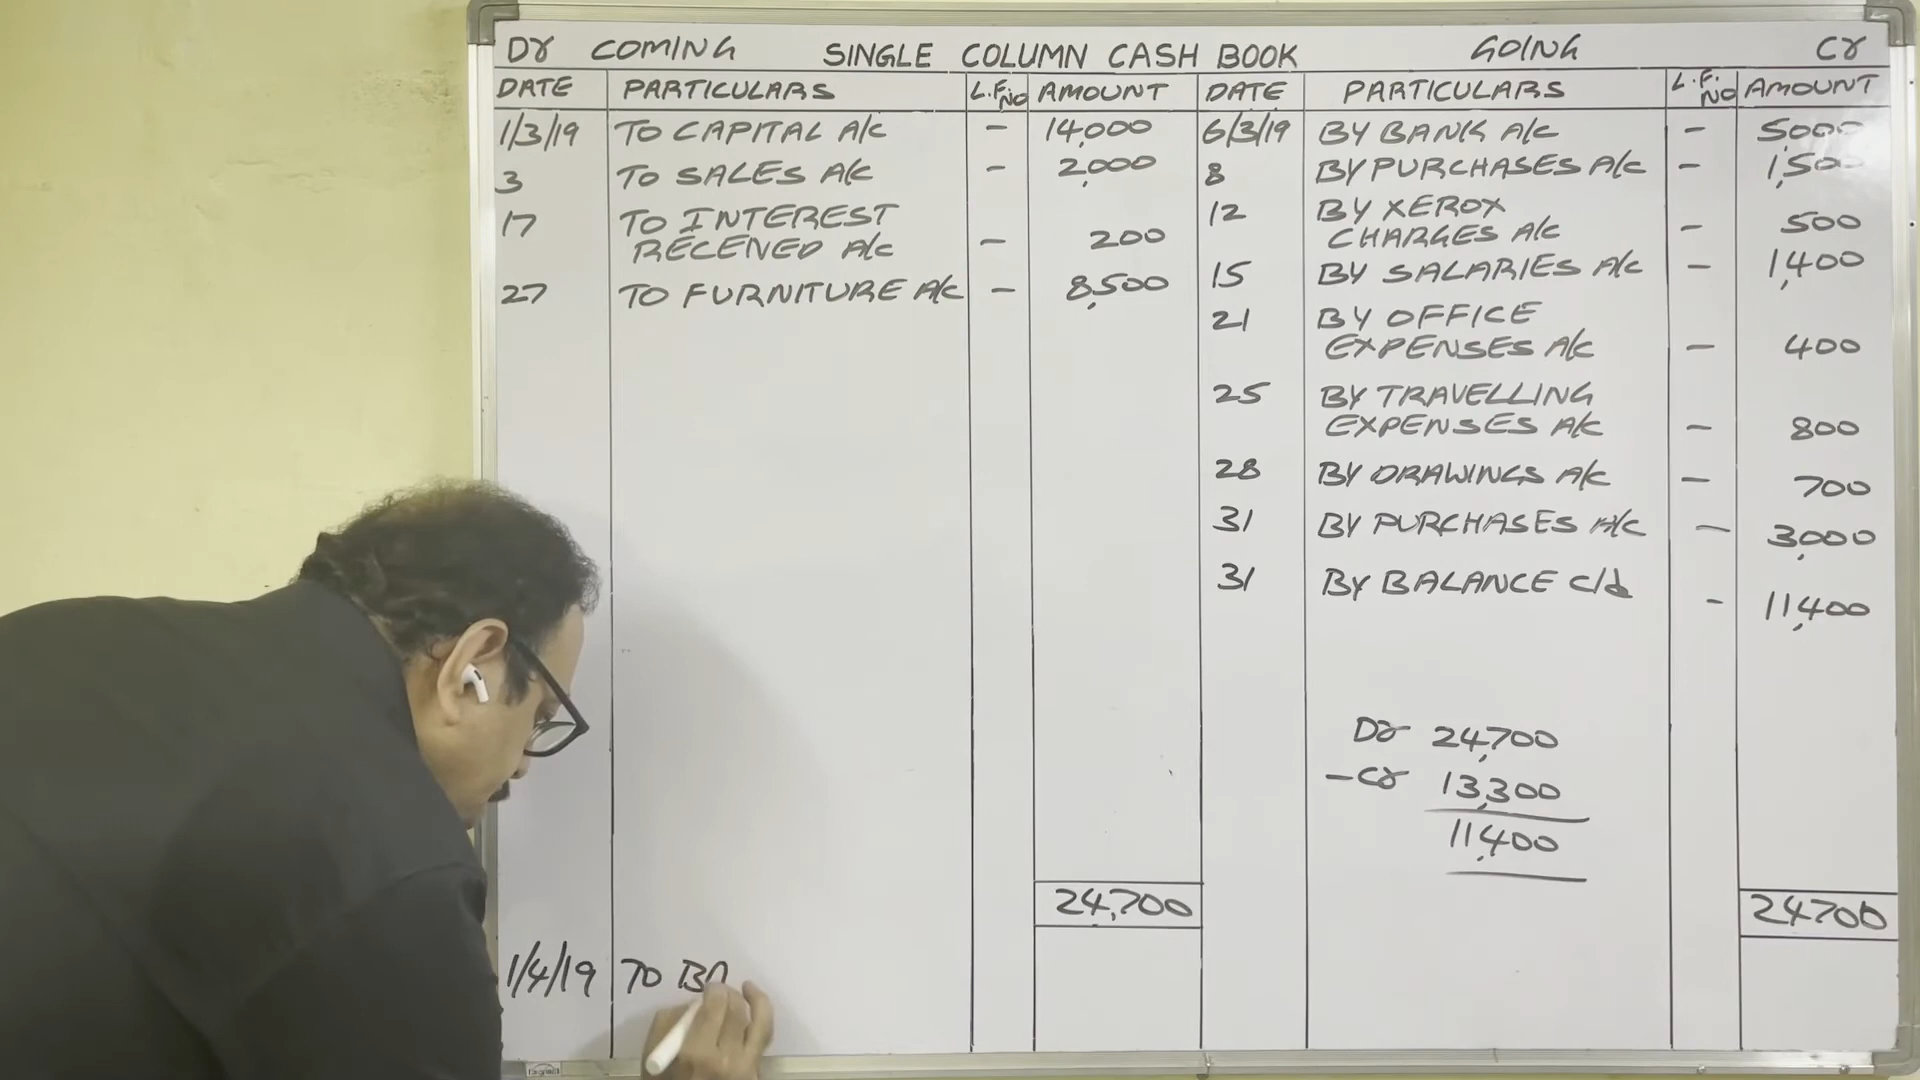 Dr COMING SINGLE COLUMN CASH BOOK GOING Cr
DATE PARTICULARS L.F. NO AMOUNT DATE PARTICULARS L.F. NO AMOUNT
1/3/19 TO CAPITAL A/c - 14,000 6/3/19 BY BANK A/c - 5,000
3 TO SALES A/c - 2,000 8 BY PURCHASES A/c - 1,500
17 TO INTEREST
RECEIVED A/c - 200
12 BY XEROX
CHARGES A/c - 500
27 TO FURNITURE A/c - 8,500 15 BY SALARIES A/c - 1,400
21 BY OFFICE
EXPENSES A/c - 400
25 BY TRAVELLING
EXPENSES A/c - 800
28 BY DRAWINGS A/c - 700
31 BY PURCHASES A/c - 3,000
31 BY BALANCE c/d - 11,400
Dr 24,700
-Cr 13,300
11,400
24,700 24700
1/4/19 TO BA